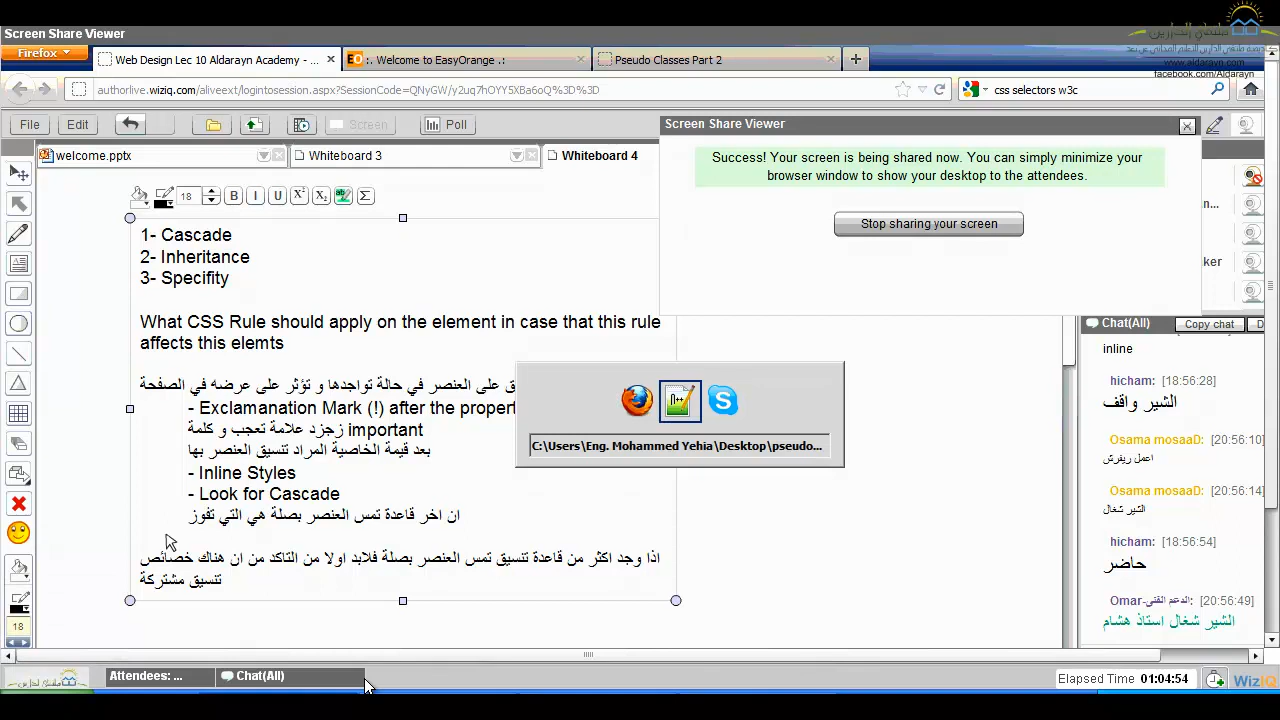 Screen Share Viewer
www.aldarayn.com
facebook.com/Aldarayn
Firefox
Web Design Lec 10 Aldarayn Academy - ...
EO :. Welcome to EasyOrange .:
Pseudo Classes Part 2
authorlive.wiziq.com/aliveext/loginsession.aspx?SessionCode=QNyGW/y2uq7hOYY5X8
Q%3D%3D
css selectors w3c
File
Edit
Screen
Poll
Screen Share Viewer
Success! Your screen is being shared now. You can simply minimize your
browser window to show your desktop to the attendees.
Stop sharing your screen
welcome.pptx
Whiteboard 3
Whiteboard 4
18 B I U X² X₂ Σ
1- Cascade
2- Inheritance
3- Specifity
What CSS Rule should apply on the element in case that this rule
affects this elemts
على العنصر في حالة تواجدها و تؤثر على عرضه في الصفحة
- Exclamanation Mark (!) after the
زجزد علامة تعجب و كلمة important
بعد قيمة الخاصية المراد تنسيق العنصر بها
- Inline Styles
- Look for Cascade
ان اخر قاعدة تمس العنصر بصلة هي التي تفوز
اذا وجد اكثر من قاعدة تنسيق تمس العنصر بصلة فلابد اولا من التاكد من ان هناك خصائص
تنسيق مشتركة
C:\Users\Eng. Mohammed Yehia\Desktop\pseudo...
n...
ker
Chat(All)
Copy chat
D
inline
hicham: [18:56:28]
الشير واقف
Osama mosaaD: [20:56:10]
اعمل ريفرش
Osama mosaaD: [20:56:14]
الشير شغال
hicham: [18:56:54]
حاضر
Omar-الدعم الفنى: [20:56:49]
الشير شغال استاذ هشام
18
Attendees: ...
Chat(All)
Elapsed Time 01:04:54
WizIQ